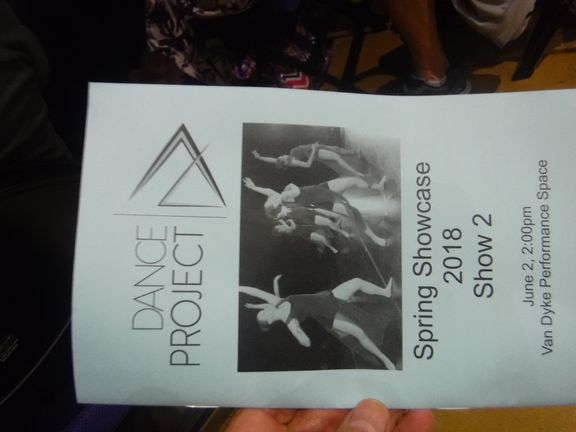 DANCE
PROJECT
Spring Showcase
2018
Show 2
June 2, 2:00pm
Van Dyke Performance Space